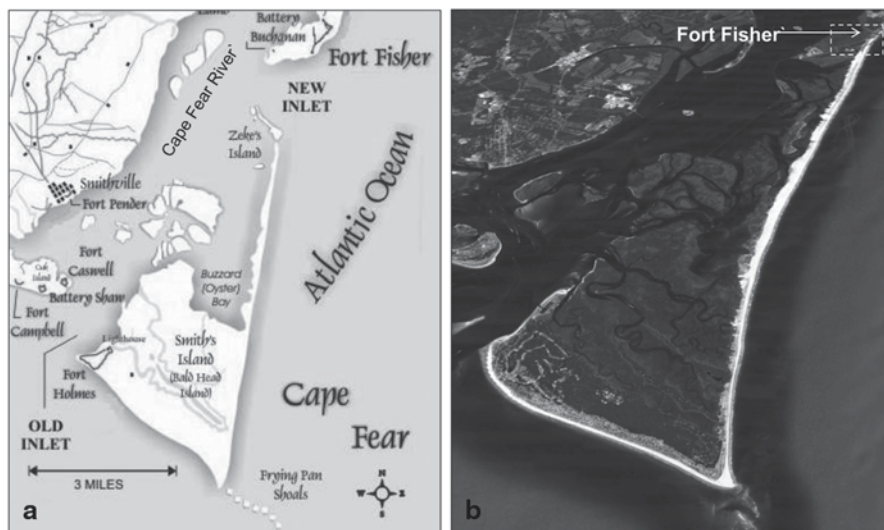 Battery
Buchanan
Fort Fisher
NEW
INLET
Cape Fear River`
Zeke's
Island
Atlantic Ocean
Smithville
Fort Pender
Fort
Caswell
Oak
Island
Battery Shaw
Fort
Campbell
Buzzard
(Oyster)
Bay
Lighthouse
Smith's
Island
(Bald Head
Island)
Fort
Holmes
OLD
INLET
Cape
Fear
3 MILES
Frying Pan
Shoals
N
W
E
S
a
Fort Fisher`
b